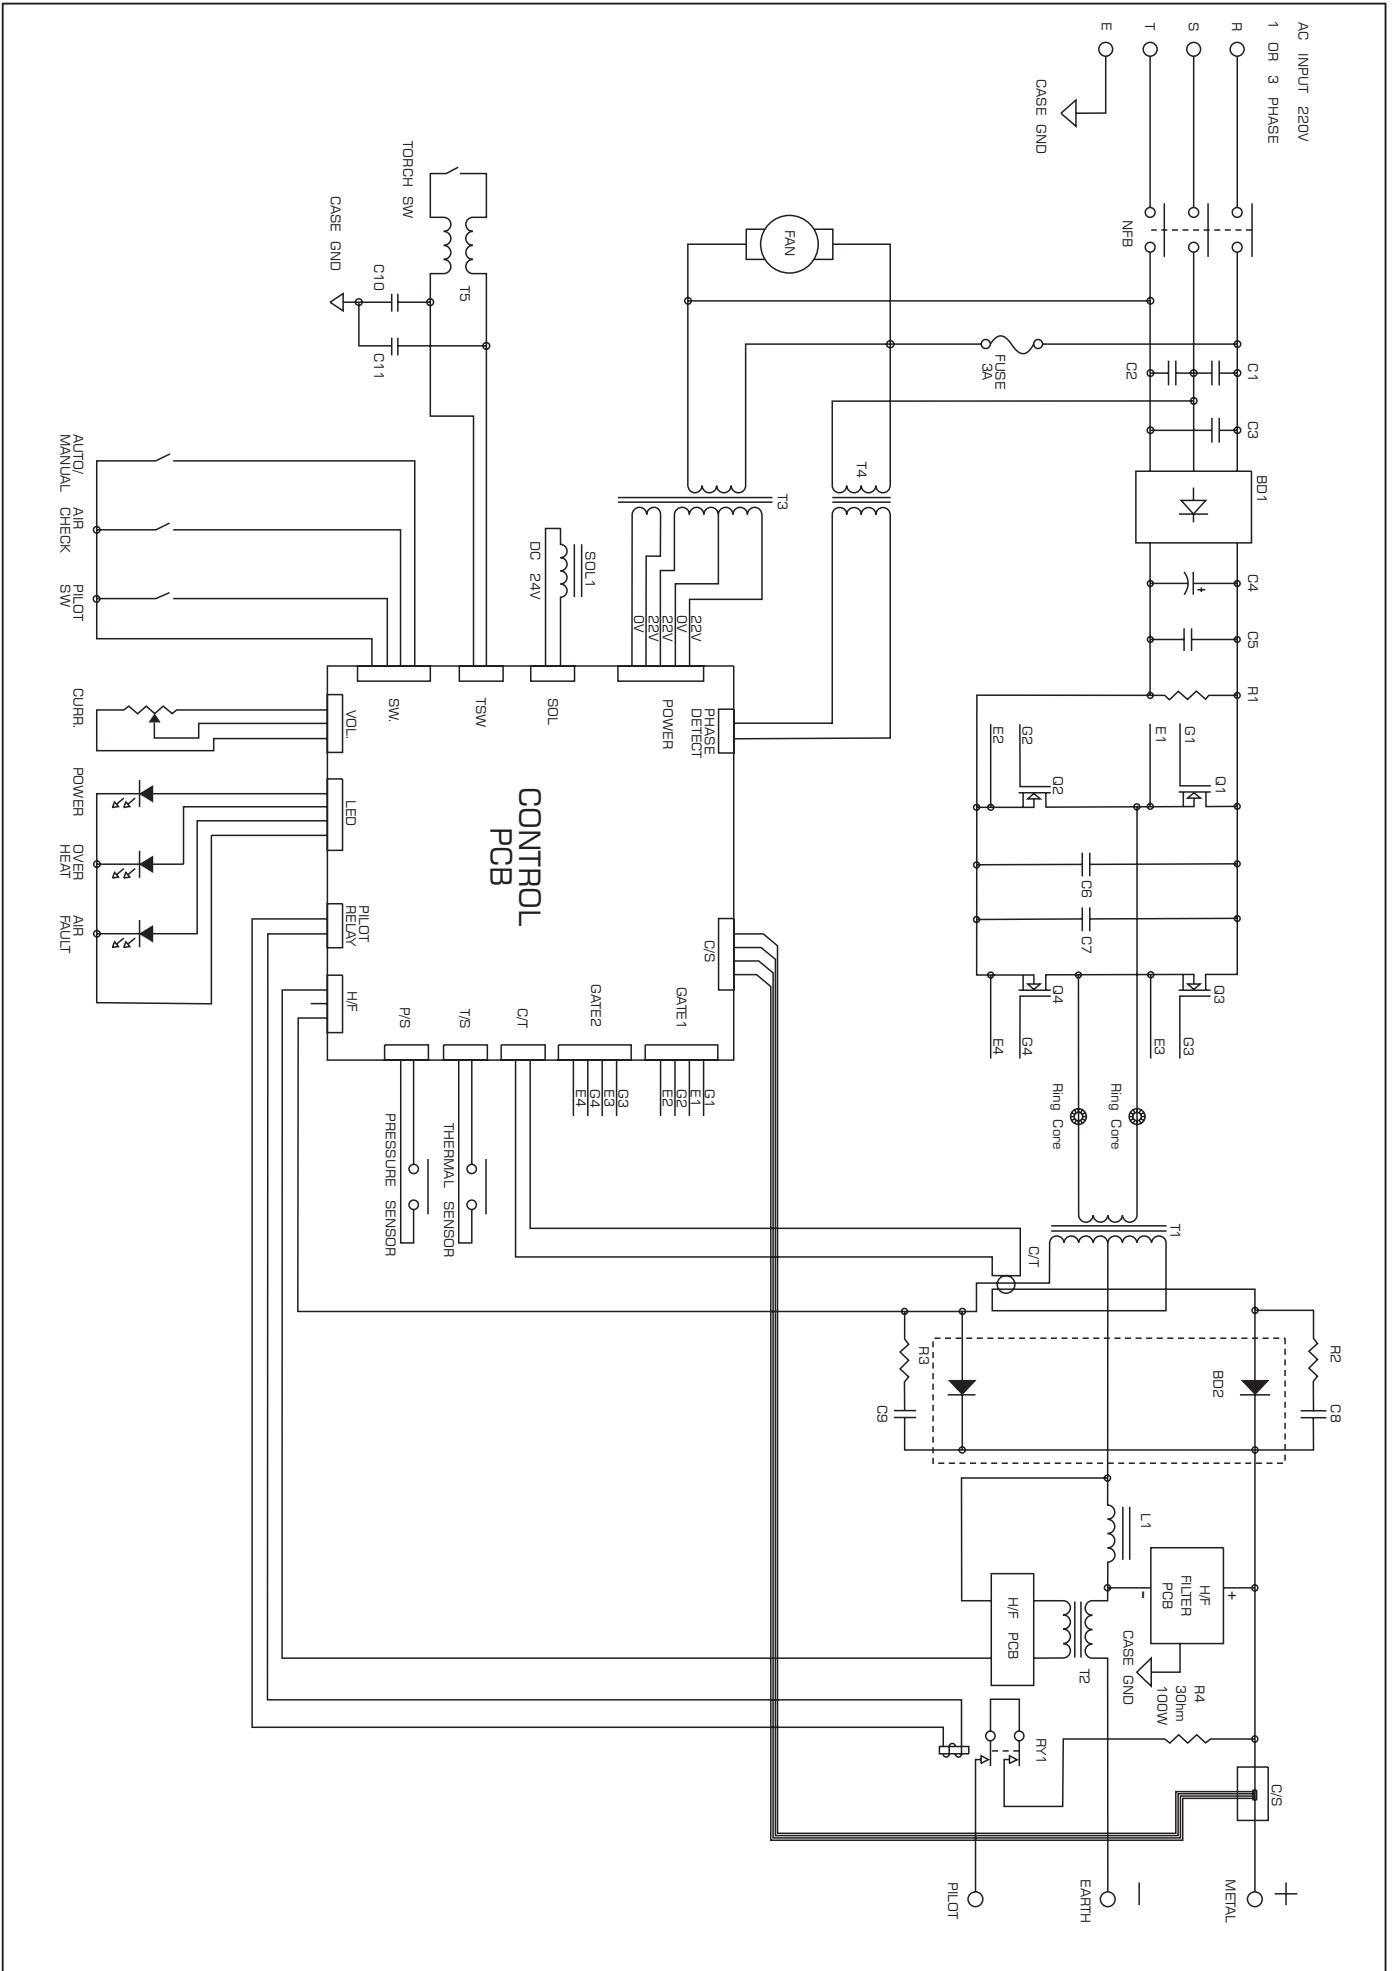 AC INPUT 220V
1 OR 3 PHASE
R
S
T
E
CASE GND
NFB
C1
C2
C3
FUSE
3A
FAN
BD1
C4
+
C5
R1
T4
T3
22V
0V
22V
22V
0V
G1
E1
G2
E2
Q1
Q2
C6
C7
Q3
Q4
G3
E3
G4
E4
Ring Core
Ring Core
T1
C/T
R2
C8
BD2
R3
C9
L1
H/F
FILTER
PCB
+
-
CASE GND
H/F PCB
T2
R4
30hm
100W
RY1
C/S
+
METAL
EARTH
PILOT
TORCH SW
T5
CASE GND
C10
C11
AUTO/
MANUAL
AIR
CHECK
PILOT
SW
SOL1
DC 24V
CONTROL
PCB
PHASE
DETECT
POWER
SOL
TSW
SW.
VOL.
LED
PILOT
RELAY
H/F
C/S
GATE1
GATE2
C/T
T/S
P/S
G1
E1
G2
E2
G3
E3
G4
E4
THERMAL SENSOR
PRESSURE SENSOR
CURR.
POWER
OVER
HEAT
AIR
FAULT